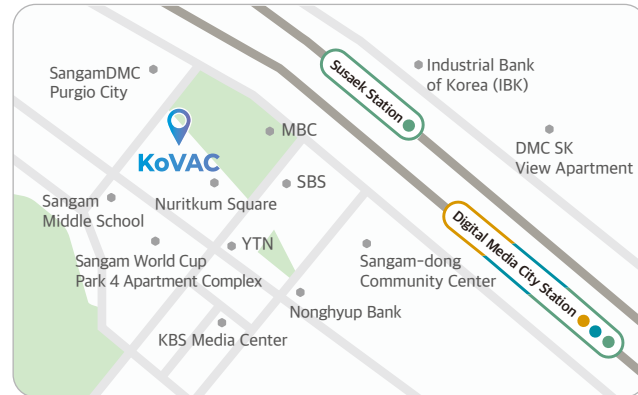 SangamDMC
Purgio City
KoVAC
MBC
Susaek Station
Industrial Bank
of Korea (IBK)
DMC SK
View Apartment
Sangam
Middle School
Nuritkum Square
SBS
Digital Media City Station
Sangam World Cup
Park 4 Apartment Complex
YTN
Sangam-dong
Community Center
Nonghyup Bank
KBS Media Center